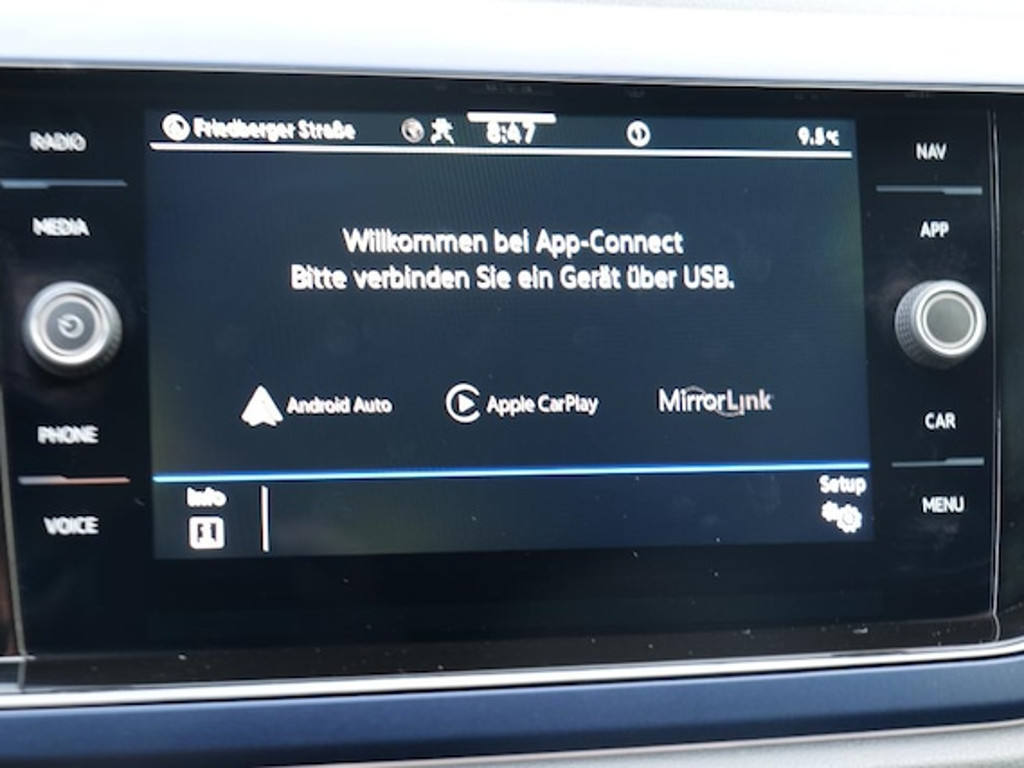 RADIO
MEDIA
PHONE
VOICE
Friedberger Straße 8:47 9.5°C
Willkommen bei App-Connect
Bitte verbinden Sie ein Gerät über USB.
Android Auto Apple CarPlay MirrorLink
Info
Setup
NAV
APP
CAR
MENU